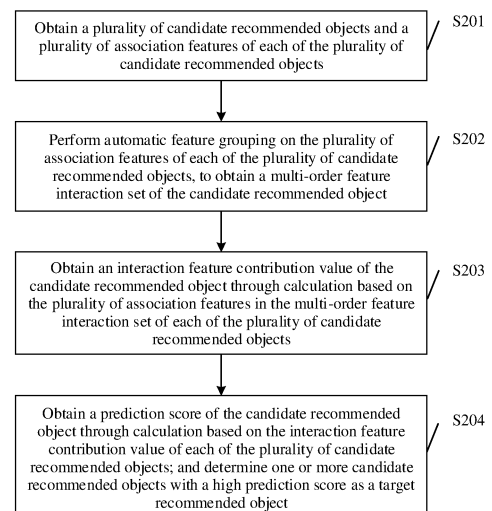 Obtain a plurality of candidate recommended objects and a
plurality of association features of each of the plurality of
candidate recommended objects
S201
Perform automatic feature grouping on the plurality of
association features of each of the plurality of candidate
recommended objects, to obtain a multi-order feature
interaction set of the candidate recommended object
S202
Obtain an interaction feature contribution value of the
candidate recommended object through calculation based on
the plurality of association features in the multi-order feature
interaction set of each of the plurality of candidate
recommended objects
S203
Obtain a prediction score of the candidate recommended
object through calculation based on the interaction feature
contribution value of each of the plurality of candidate
recommended objects; and determine one or more candidate
recommended objects with a high prediction score as a target
recommended object
S204